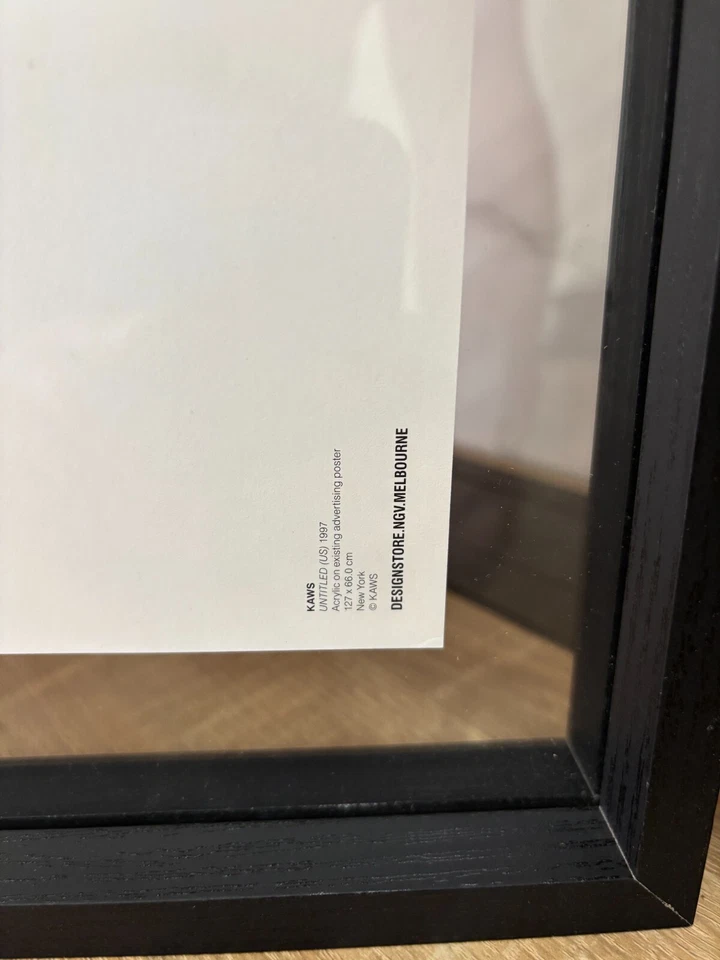 KAWS
UNTITLED (US) 1997
Acrylic on existing advertising poster
127 x 66.0 cm
New York
© KAWS
DESIGNSTORE.NGV.MELBOURNE